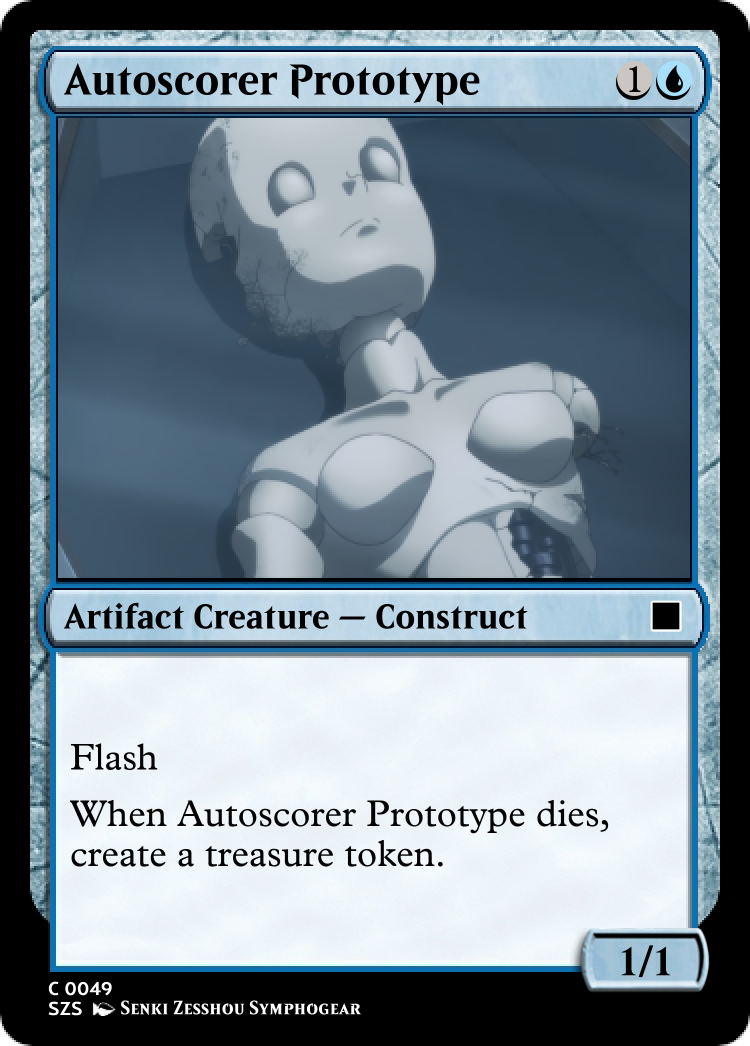 Autoscorer Prototype 1
Artifact Creature — Construct
Flash
When Autoscorer Prototype dies,
create a treasure token.
1/1
C 0049
SZS Senki Zesshou Symphogear